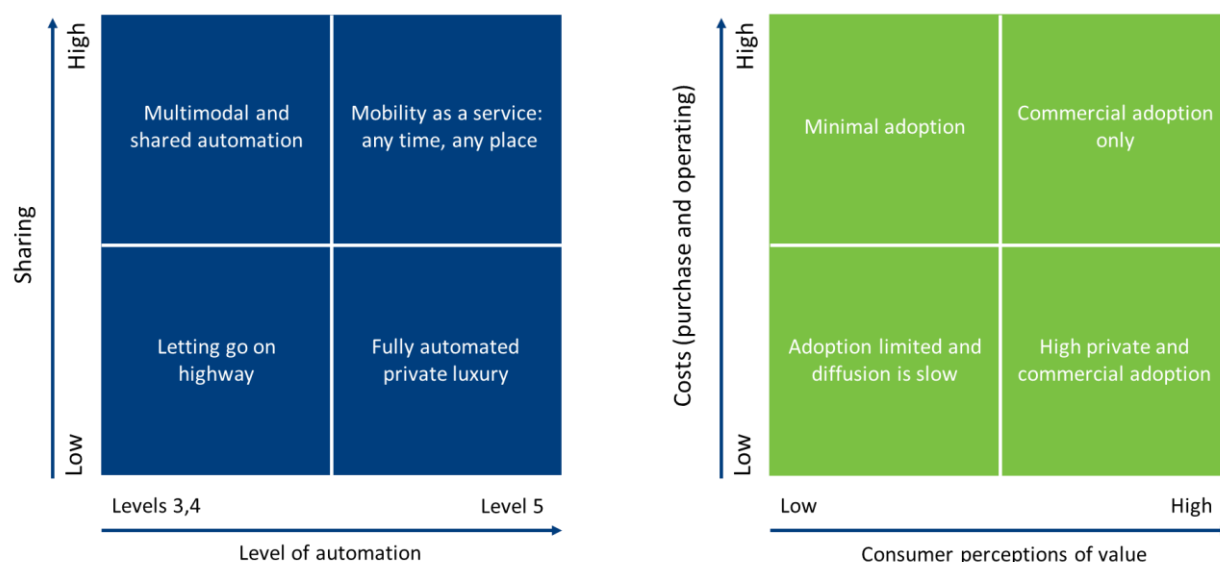 High
Multimodal and
shared automation
Mobility as a service:
any time, any place
Sharing
Letting go on
highway
Fully automated
private luxury
Low
Levels 3,4
Level 5
Level of automation
High
Minimal adoption
Commercial adoption
only
Costs (purchase and operating)
Adoption limited and
diffusion is slow
High private and
commercial adoption
Low
Low
High
Consumer perceptions of value